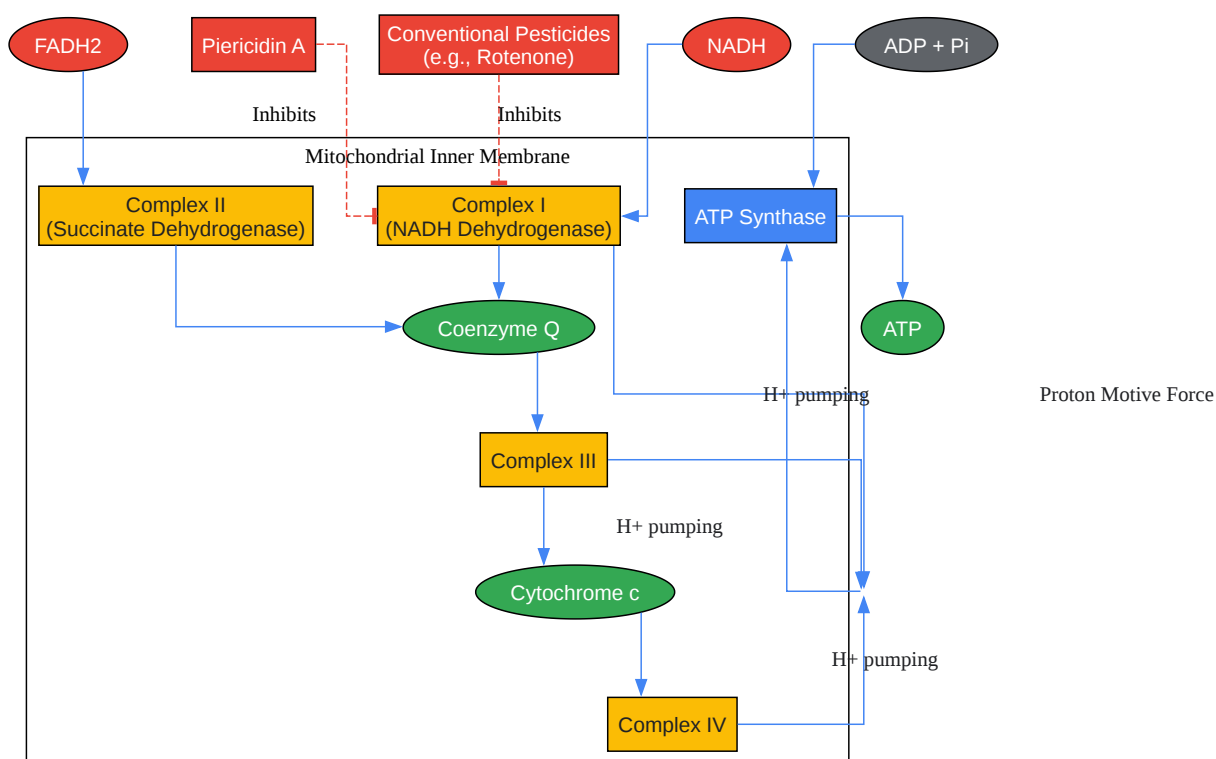 FADH2
Piericidin A
Conventional Pesticides
(e.g., Rotenone)
NADH
ADP + Pi
Inhibits
Inhibits
Mitochondrial Inner Membrane
Complex II
(Succinate Dehydrogenase)
Complex I
(NADH Dehydrogenase)
ATP Synthase
Coenzyme Q
ATP
H+ pumping
Proton Motive Force
Complex III
H+ pumping
Cytochrome c
H+ pumping
Complex IV